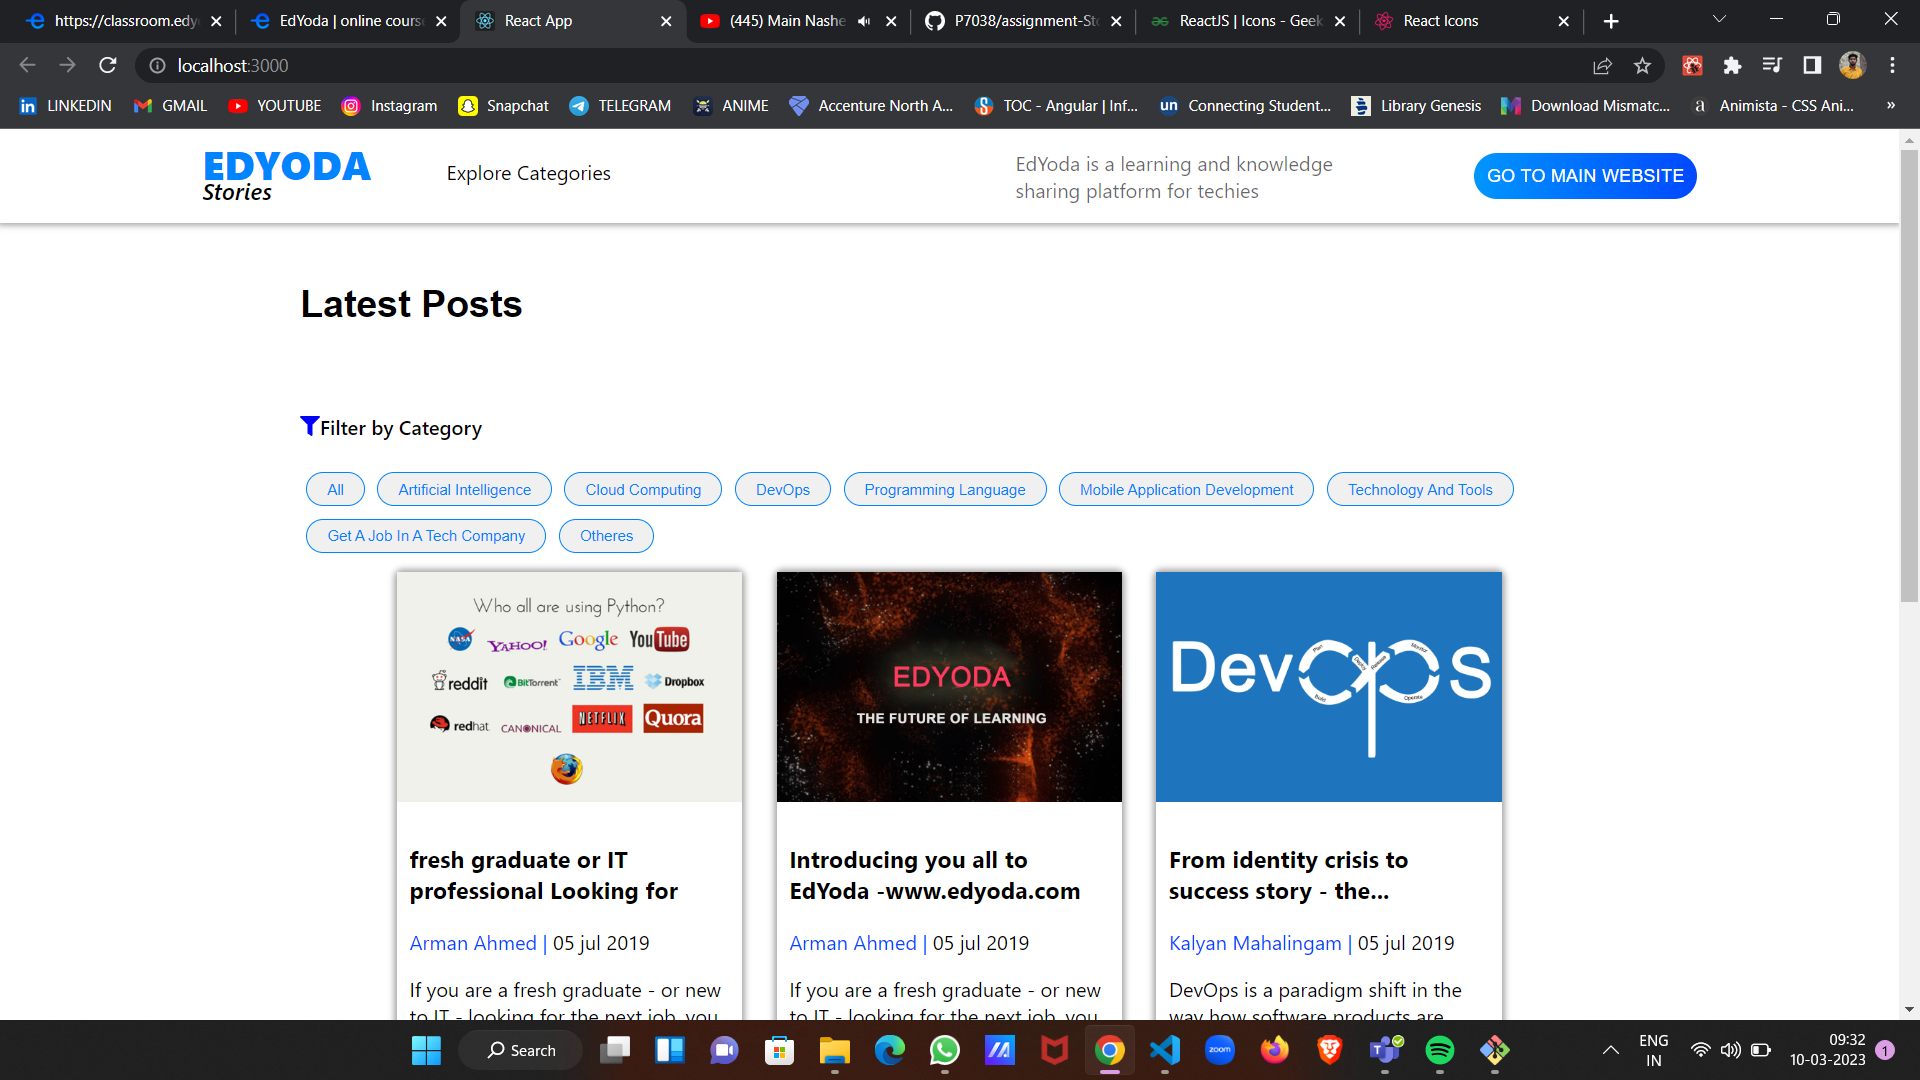 https://classroom.edy
EdYoda | online course
React App
(445) Main Nashe
P7038/assignment-Sto
ReactJS | Icons - Geek
React Icons
localhost:3000
LINKEDIN
GMAIL
YOUTUBE
Instagram
Snapchat
TELEGRAM
ANIME
Accenture North A...
TOC - Angular | Inf...
un
Connecting Student...
Library Genesis
Download Mismatc...
a
Animista - CSS Ani...
»
EDYODA
Stories
Explore Categories
EdYoda is a learning and knowledge
sharing platform for techies
GO TO MAIN WEBSITE
Latest Posts
Filter by Category
All
Artificial Intelligence
Cloud Computing
DevOps
Programming Language
Mobile Application Development
Technology And Tools
Get A Job In A Tech Company
Otheres
Who all are using Python?
NASA
YAHOO!
Google
YouTube
reddit
BitTorrent
IBM
Dropbox
redhat
CANONICAL
NETFLIX
Quora
EDYODA
THE FUTURE OF LEARNING
DevOps
fresh graduate or IT
professional Looking for
Arman Ahmed | 05 jul 2019
If you are a fresh graduate - or new
to IT - looking for the next job, you
Introducing you all to
EdYoda -www.edyoda.com
Arman Ahmed | 05 jul 2019
If you are a fresh graduate - or new
to IT - looking for the next job, you
From identity crisis to
success story - the...
Kalyan Mahalingam | 05 jul 2019
DevOps is a paradigm shift in the
way how software products are
Search
zoom
ENG
IN
09:32
10-03-2023
1